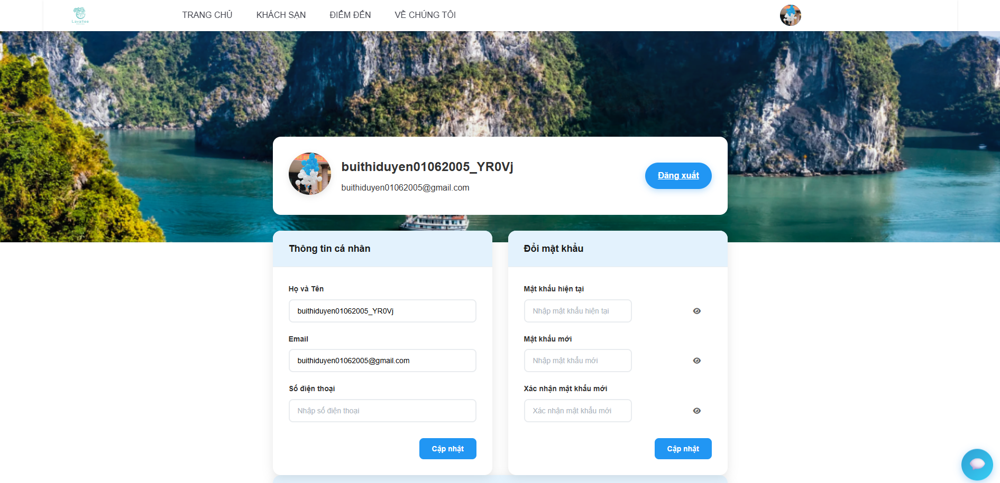 Lavallee
TRANG CHỦ KHÁCH SẠN ĐIỂM ĐẾN VỀ CHÚNG TÔI
buithiduyen01062005_YR0Vj
buithiduyen01062005@gmail.com
Đăng xuất
Thông tin cá nhân
Họ và Tên
buithiduyen01062005_YR0Vj
Email
buithiduyen01062005@gmail.com
Số điện thoại
Nhập số điện thoại
Cập nhật
Đổi mật khẩu
Mật khẩu hiện tại
Nhập mật khẩu hiện tại
Mật khẩu mới
Nhập mật khẩu mới
Xác nhận mật khẩu mới
Xác nhận mật khẩu mới
Cập nhật